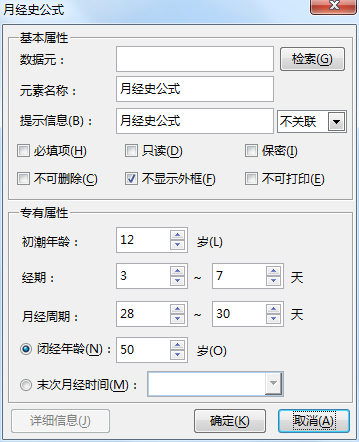 月经史公式
基本属性
数据元： 检索(G)
元素名称： 月经史公式
提示信息(B)： 月经史公式 不关联
必填项(H) 只读(D) 保密(I)
不可删除(C) 不显示外框(F) 不可打印(E)
专有属性
初潮年龄： 12 岁(L)
经期： 3 ~ 7 天
月经周期： 28 ~ 30 天
闭经年龄(N)： 50 岁(O)
末次月经时间(M)：
详细信息(J) 确定(K) 取消(A)